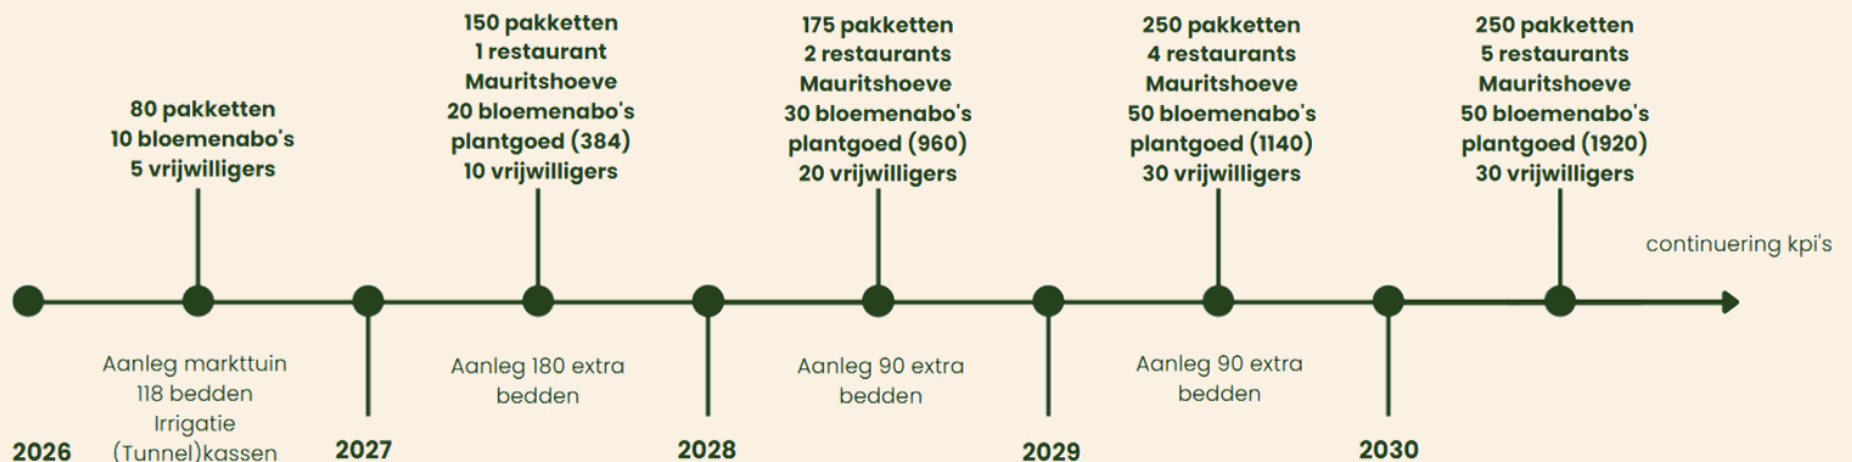 80 pakketten
10 bloemenabo's
5 vrijwilligers
150 pakketten
1 restaurant
Mauritshoeve
20 bloemenabo's
plantgoed (384)
10 vrijwilligers
175 pakketten
2 restaurants
Mauritshoeve
30 bloemenabo's
plantgoed (960)
20 vrijwilligers
250 pakketten
4 restaurants
Mauritshoeve
50 bloemenabo's
plantgoed (1140)
30 vrijwilligers
250 pakketten
5 restaurants
Mauritshoeve
50 bloemenabo's
plantgoed (1920)
30 vrijwilligers
continuering kpi's
2026
Aanleg markttuin
118 bedden
Irrigatie
(Tunnel)kassen
2027
Aanleg 180 extra
bedden
2028
Aanleg 90 extra
bedden
2029
Aanleg 90 extra
bedden
2030